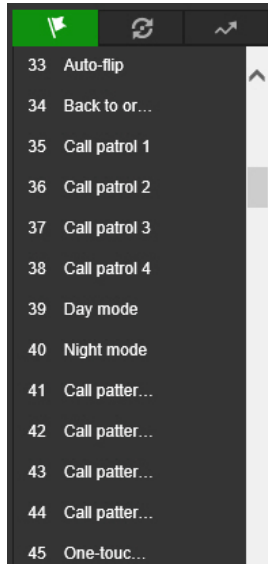 33 Auto-flip
34 Back to or...
35 Call patrol 1
36 Call patrol 2
37 Call patrol 3
38 Call patrol 4
39 Day mode
40 Night mode
41 Call patter...
42 Call patter...
43 Call patter...
44 Call patter...
45 One-touc...